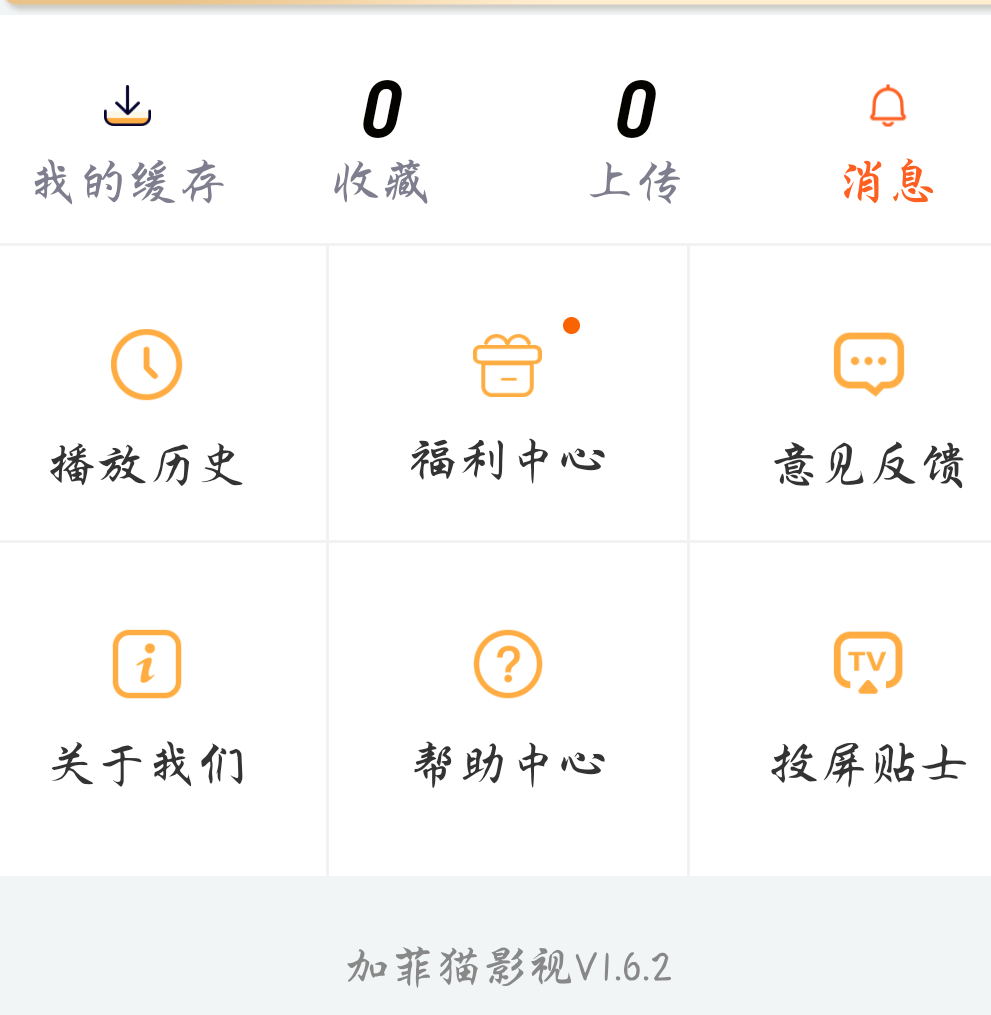 0 0
我的缓存 收藏 上传 消息
播放历史 福利中心 意见反馈
TV
关于我们 帮助中心 投屏贴士
加菲猫影视V1.6.2